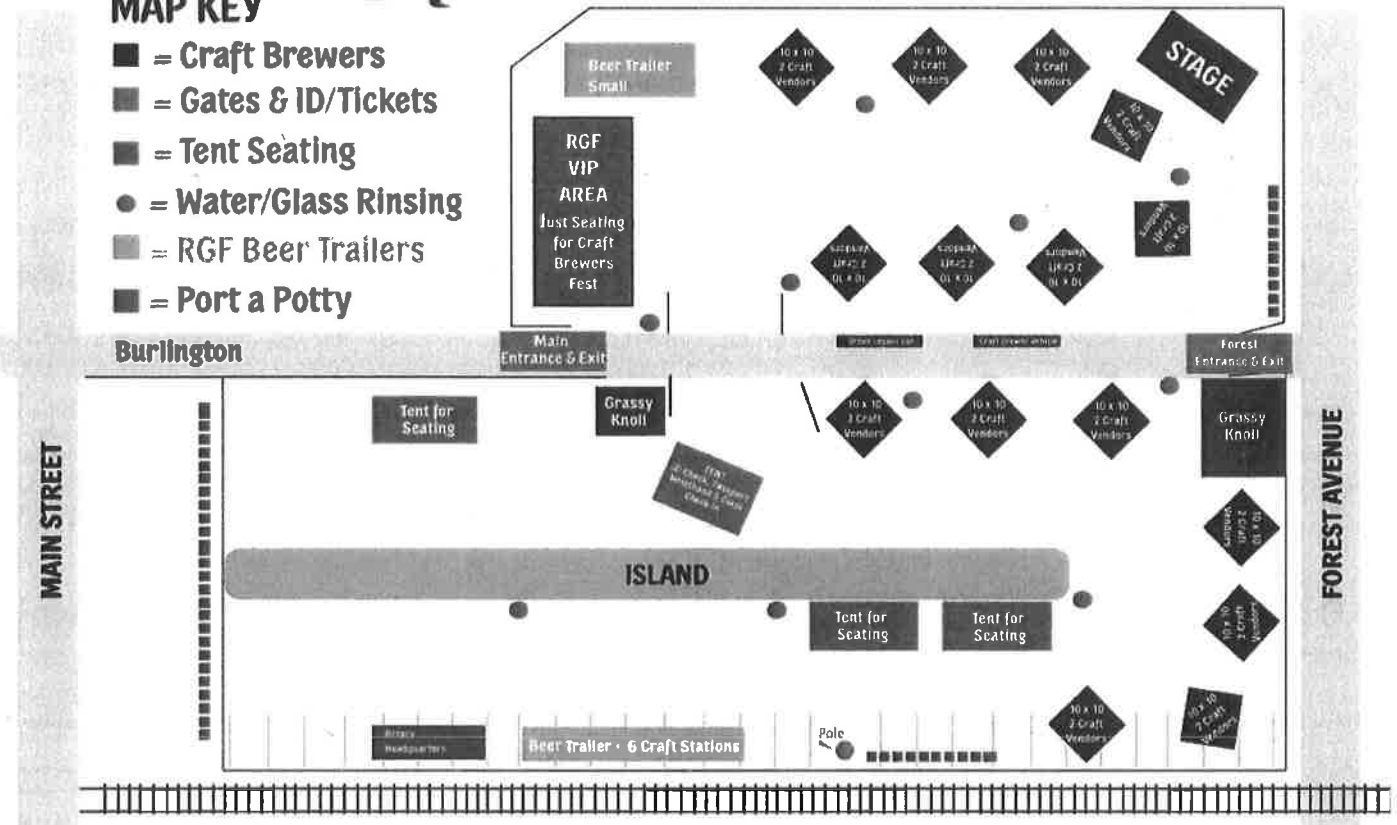 MAP KEY
= Craft Brewers
= Gates & ID/Tickets
= Tent Seating
= Water/Glass Rinsing
= RGF Beer Trailers
= Port a Potty
Burlington
MAIN STREET
FOREST AVENUE
Beer Trailer
Small
10 x 10
2 Craft
Vendors
10 x 10
2 Craft
Vendors
10 x 10
2 Craft
Vendors
STAGE
10 x 10
2 Craft
Vendors
RGF
VIP
AREA
Just Seating
for Craft
Brewers
Fest
10 x 10
2 Craft
Vendors
10 x 10
2 Craft
Vendors
10 x 10
2 Craft
Vendors
10 x 10
2 Craft
Vendors
Main
Entrance & Exit
Forest
Entrance & Exit
Tent for
Seating
Grassy
Knoll
10 x 10
2 Craft
Vendors
10 x 10
2 Craft
Vendors
10 x 10
2 Craft
Vendors
Grassy
Knoll
TENT
Check In
10 x 10
2 Craft
Vendors
ISLAND
Tent for
Seating
Tent for
Seating
10 x 10
2 Craft
Vendors
Rotary
Headquarters
Beer Trailer · 6 Craft Stations
Pole
10 x 10
2 Craft
Vendors
10 x 10
2 Craft
Vendors